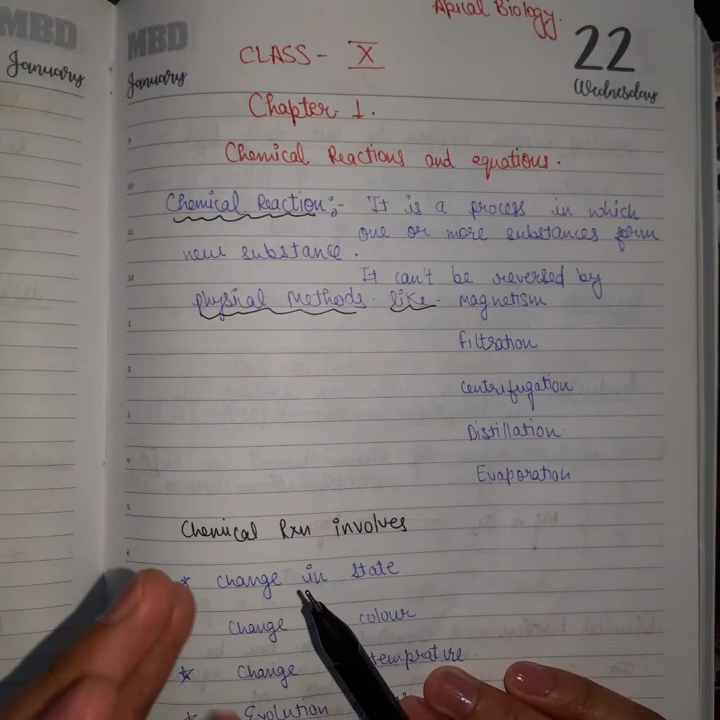 Apical Biology.
MBD
January
MBD
January
22
Wednesday
CLASS - X
Chapter 1.
Chemical Reactions and equations.
Chemical Reaction:- It is a process in which
one or more substances form
new substance.
It can't be reversed by
physical methods. like - magnetism
filtration
centrifugation
Distillation
Evaporation
Chemical Rxn involves
* change in state
change colour
* Change temprature
* Evolution